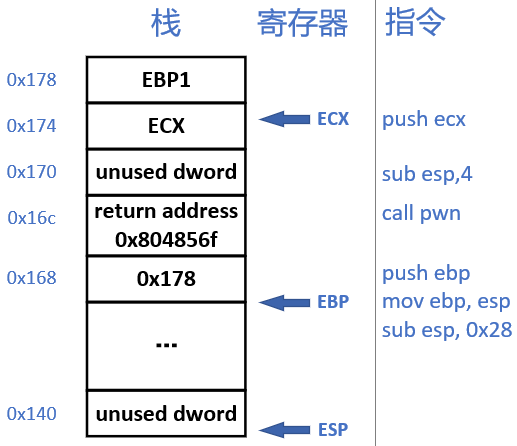 栈 寄存器 指令
0x178 EBP1
0x174 ECX ECX push ecx
0x170 unused dword sub esp,4
0x16c return address call pwn
0x804856f
0x168 0x178 push ebp
EBP mov ebp, esp
... sub esp, 0x28
0x140 unused dword ESP